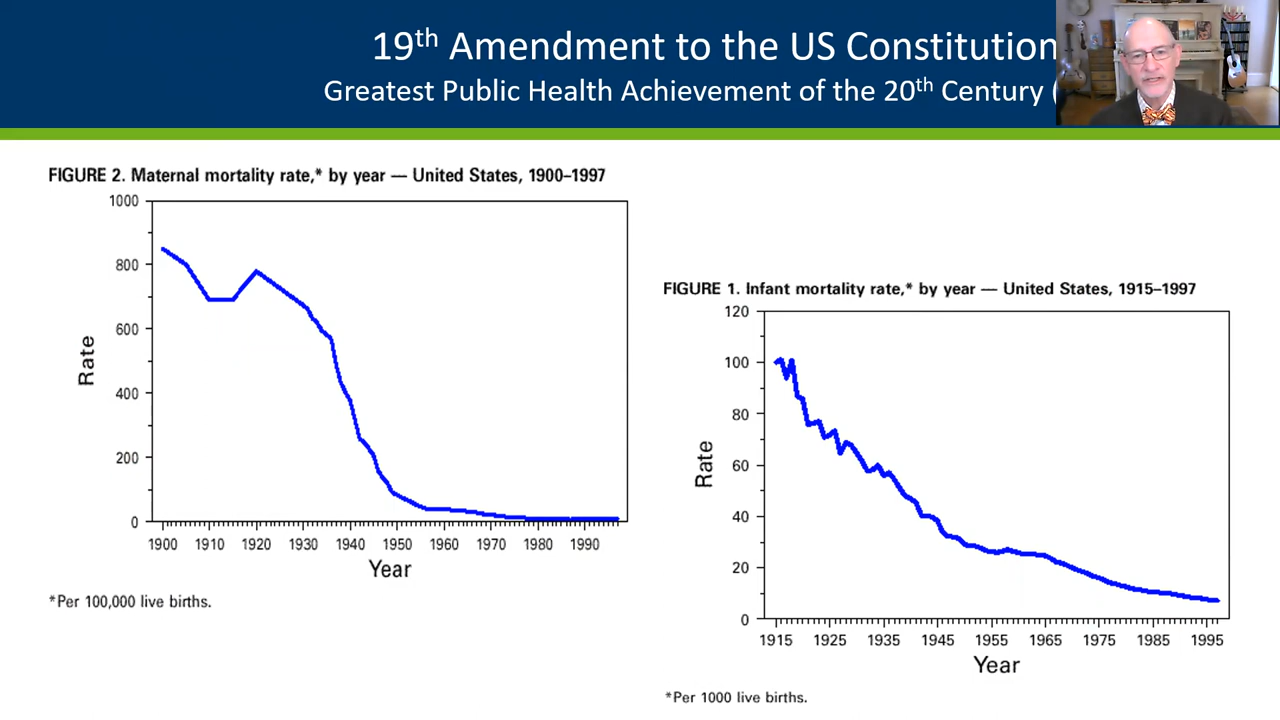 19th Amendment to the US Constitution
Greatest Public Health Achievement of the 20th Century (
FIGURE 2. Maternal mortality rate,* by year — United States, 1900–1997
1000
800
600
400
200
0
Rate
1900 1910 1920 1930 1940 1950 1960 1970 1980 1990
Year
*Per 100,000 live births.
FIGURE 1. Infant mortality rate,* by year — United States, 1915–1997
120
100
80
60
40
20
0
Rate
1915 1925 1935 1945 1955 1965 1975 1985 1995
Year
*Per 1000 live births.